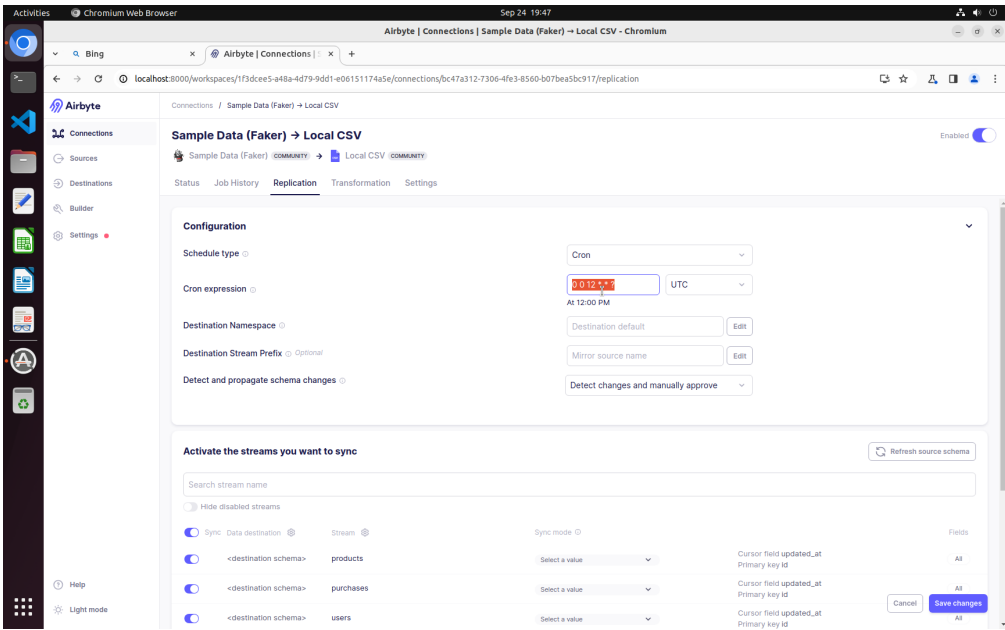 Activities Chromium Web Browser Sep 24 19:47
Airbyte | Connections | Sample Data (Faker) → Local CSV - Chromium
Bing Airbyte | Connections |
localhost:8000/workspaces/1f3dcee5-a48a-4d79-9dd1-e06151174a5e/connections/bc47a312-7306-4fe3-8560-b07bea5bc917/replication
Airbyte
Connections
Sources
Destinations
Builder
Settings
Help
Light mode
Connections / Sample Data (Faker) → Local CSV
Sample Data (Faker) → Local CSV
Enabled
Sample Data (Faker) COMMUNITY → Local CSV COMMUNITY
Status Job History Replication Transformation Settings
Configuration
Schedule type Cron
Cron expression 0 0 12 * * ? UTC
At 12:00 PM
Destination Namespace Destination default Edit
Destination Stream Prefix Optional Mirror source name Edit
Detect and propagate schema changes Detect changes and manually approve
Activate the streams you want to sync Refresh source schema
Search stream name
Hide disabled streams
Sync Data destination Stream Sync mode Fields
<destination schema> products Select a value Cursor field updated_at All
Primary key id
<destination schema> purchases Select a value Cursor field updated_at All
Primary key id
<destination schema> users Select a value Cursor field updated_at All
Primary key id
Cancel Save changes